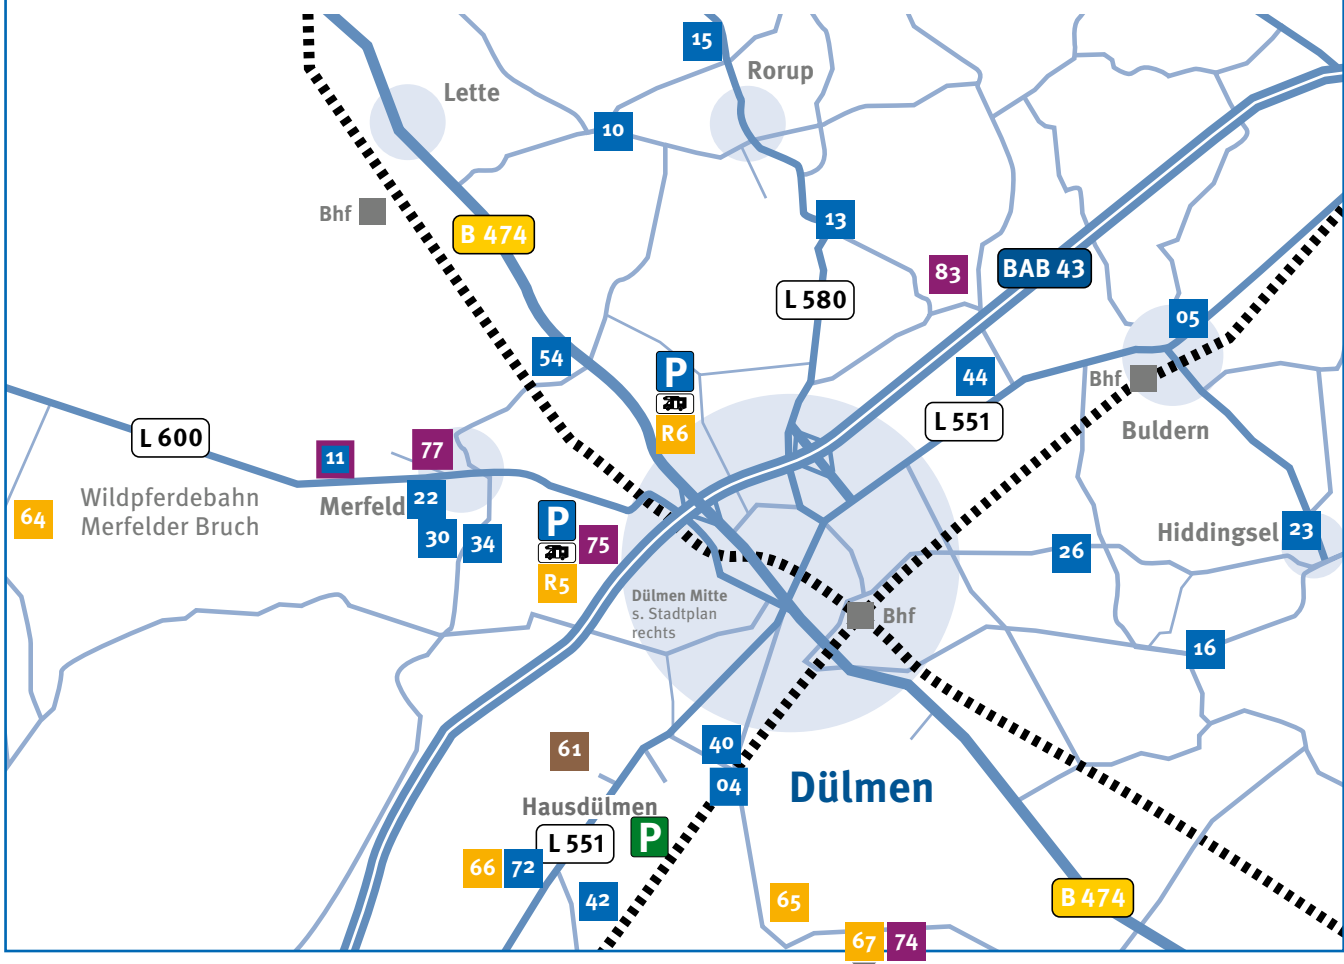 15
Rorup
Lette
10
Bhf
13
B 474
83
BAB 43
L 580
05
54
P
44
Bhf
R6
L 551
Buldern
L 600
77
11
Wildpferdebahn
Merfelder Bruch
64
Merfeld
22
30
34
P
75
R5
Hiddingsel
23
26
Dülmen Mitte
s. Stadtplan
rechts
Bhf
16
61
40
04
Dülmen
Hausdülmen
P
L 551
66
72
42
65
B 474
67
74